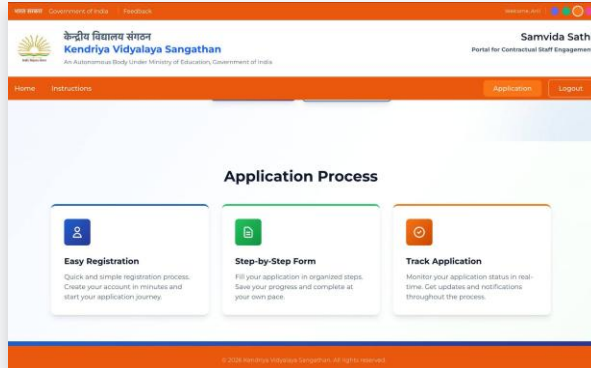 भारत सरकार Government of India Feedback
केन्द्रीय विद्यालय संगठन
Kendriya Vidyalaya Sangathan
An Autonomous Body Under Ministry of Education, Government of India
Samvida Sath
Portal for Contractual Staff Engagemen
Home Instructions Application Logout
Application Process
Easy Registration
Quick and simple registration process.
Create your account in minutes and
start your application journey.
Step-by-Step Form
Fill your application in organized steps.
Save your progress and complete at
your own pace.
Track Application
Monitor your application status in real-
time. Get updates and notifications
throughout the process.
© 2026 Kendriya Vidyalaya Sangathan. All rights reserved.